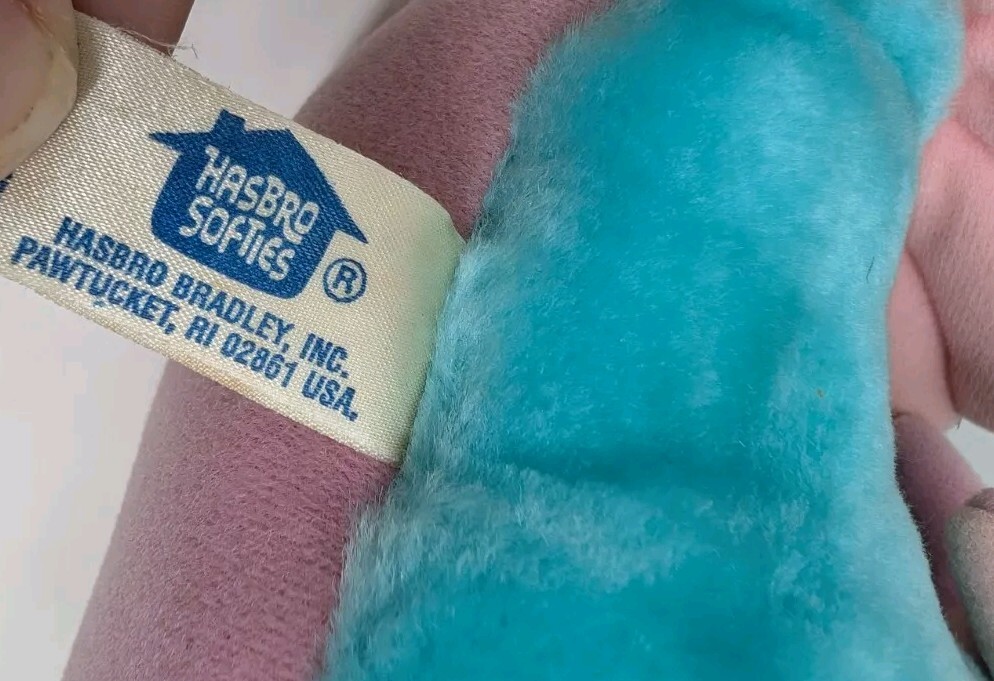 HASBRO
SOFTIES
®
HASBRO BRADLEY, INC.
PAWTUCKET, RI 02861 USA.